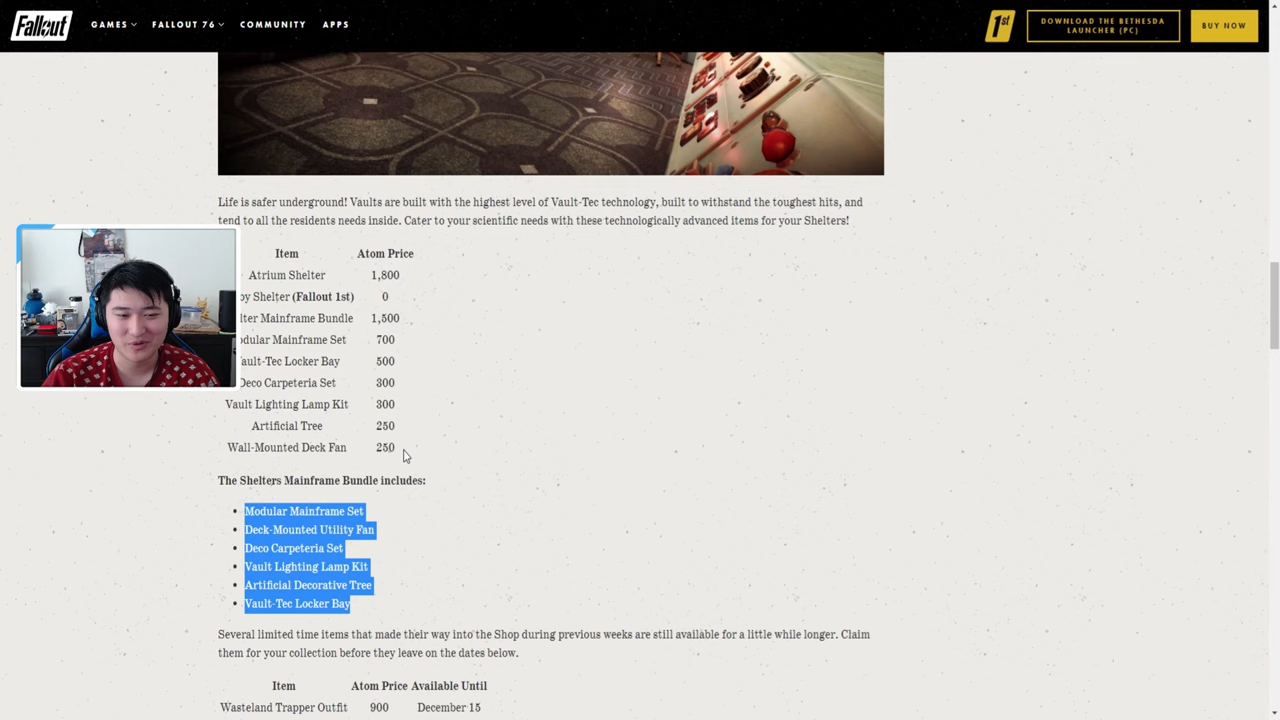 Fallout
GAMES
FALLOUT 76
COMMUNITY
APPS
1st
DOWNLOAD THE BETHESDA
LAUNCHER (PC)
BUY NOW
Life is safer underground! Vaults are built with the highest level of Vault-Tec technology, built to withstand the toughest hits, and
tend to all the residents needs inside. Cater to your scientific needs with these technologically advanced items for your Shelters!
Item Atom Price
Atrium Shelter 1,800
Shelter (Fallout 1st) 0
Mainframe Bundle 1,500
Mainframe Set 700
Vault-Tec Locker Bay 500
Deco Carpeteria Set 300
Vault Lighting Lamp Kit 300
Artificial Tree 250
Wall-Mounted Deck Fan 250
The Shelters Mainframe Bundle includes:
• Modular Mainframe Set
• Deck-Mounted Utility Fan
• Deco Carpeteria Set
• Vault Lighting Lamp Kit
• Artificial Decorative Tree
• Vault-Tec Locker Bay
Several limited time items that made their way into the Shop during previous weeks are still available for a little while longer. Claim
them for your collection before they leave on the dates below.
Item Atom Price Available Until
Wasteland Trapper Outfit 900 December 15